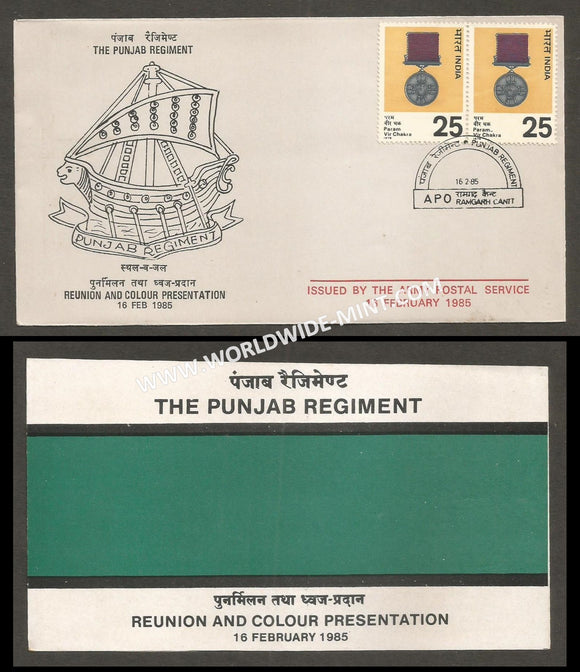 पंजाब रैजिमेण्ट
THE PUNJAB REGIMENT
PUNJAB REGIMENT
स्थल-व-जल
पुनर्मिलन तथा ध्वज-प्रदान
REUNION AND COLOUR PRESENTATION
16 FEB 1985
भारत INDIA
परम
वीर चक्र
Param
Vir Chakra
25
भारत INDIA
परम
वीर चक्र
Param
Vir Chakra
25
पंजाब रेजीमेन्ट PUNJAB REGIMENT
16 2-85
APO रामगढ़ कैन्ट
RAMGARH CANTT
ISSUED BY THE ARMY POSTAL SERVICE
16 FEBRUARY 1985
www.WORLDWIDE-MINT.COM
पंजाब रैजिमेण्ट
THE PUNJAB REGIMENT
पुनर्मिलन तथा ध्वज-प्रदान
REUNION AND COLOUR PRESENTATION
16 FEBRUARY 1985